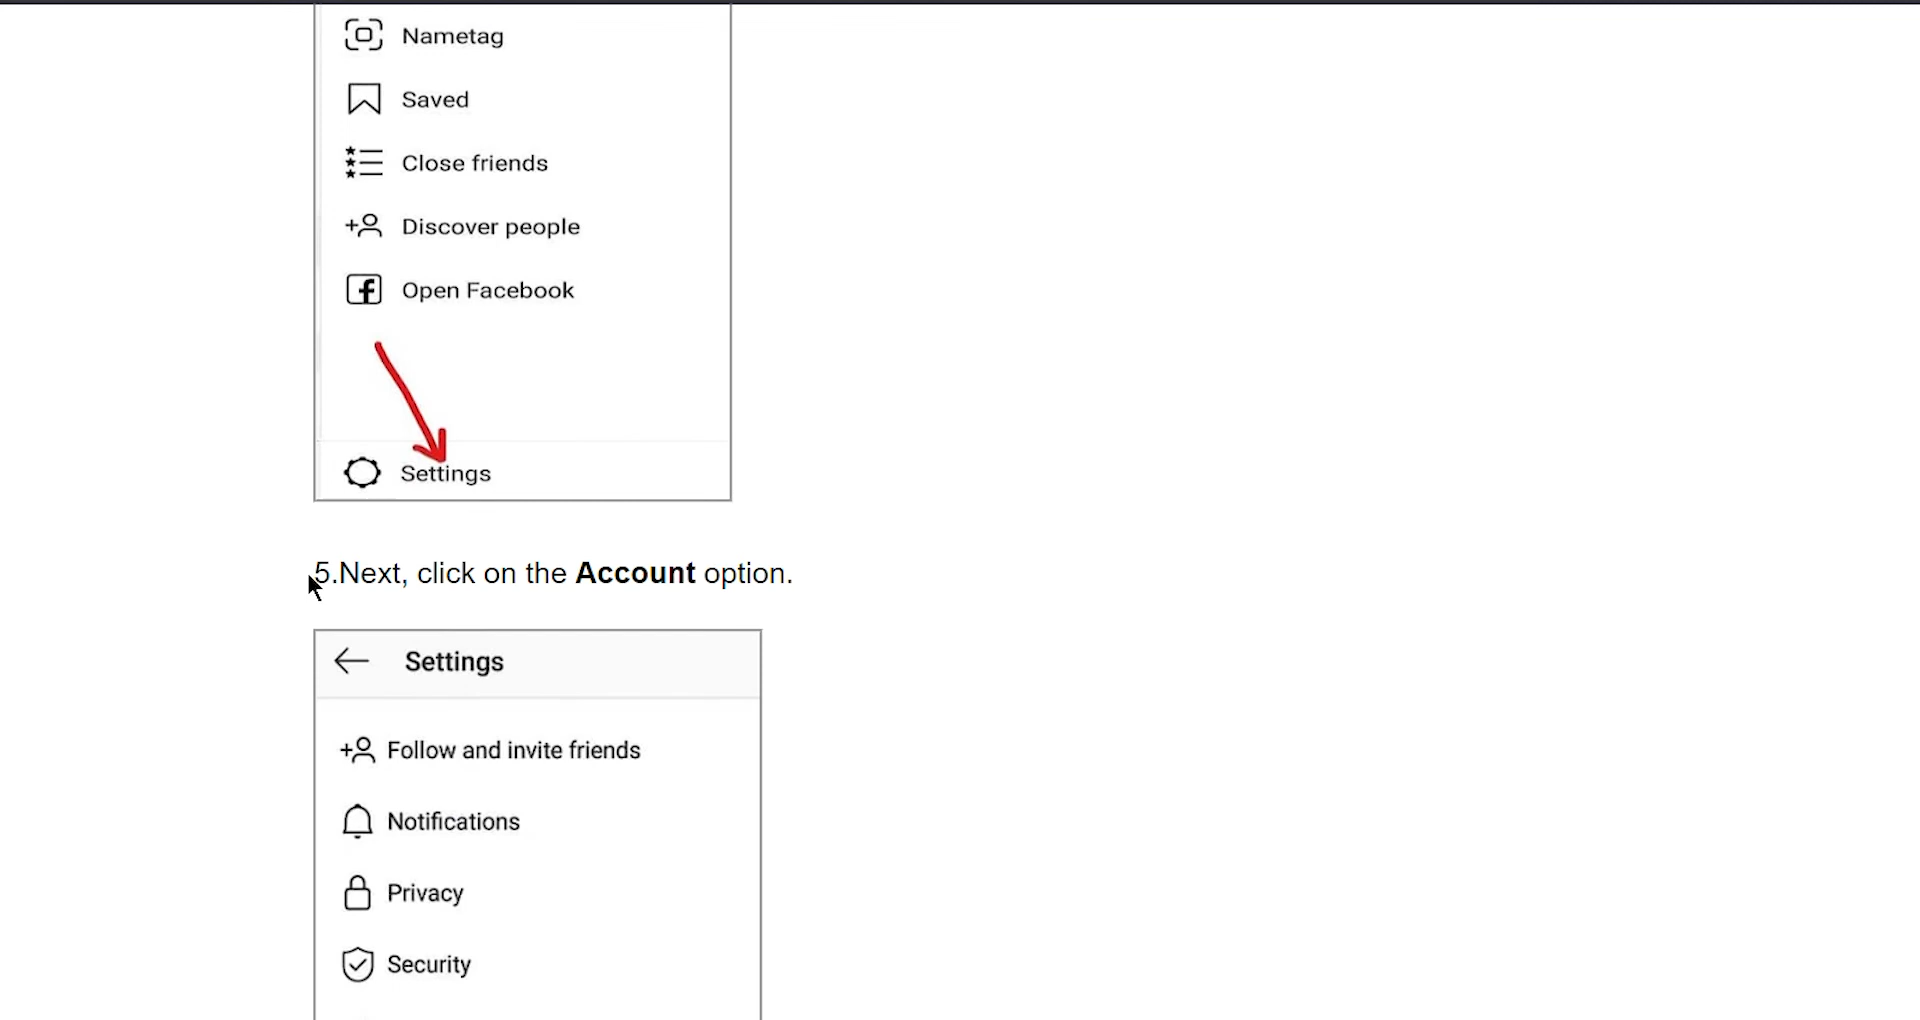 Nametag
Saved
Close friends
Discover people
Open Facebook
Settings
5.Next, click on the Account option.
Settings
Follow and invite friends
Notifications
Privacy
Security